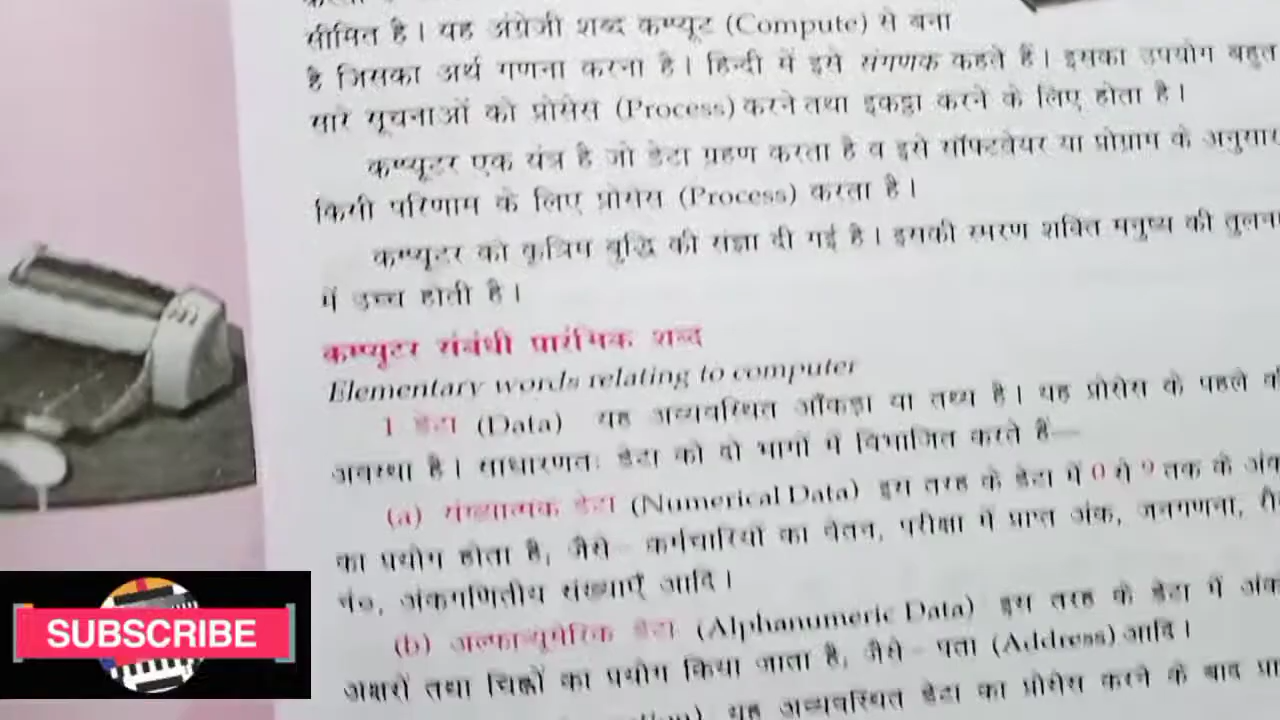 सीमित है। यह अंग्रेजी शब्द कम्प्यूट (Compute) से बना
है जिसका अर्थ गणना करना है। हिन्दी में इसे संगणक कहते हैं। इसका उपयोग बहुत
सारे सूचनाओं को प्रोसेस (Process) करने तथा इकट्ठा करने के लिए होता है।
कम्प्यूटर एक यंत्र है जो डेटा ग्रहण करता है व इसे सॉफ्टवेयर या प्रोग्राम के अनुसार
किसी परिणाम के लिए प्रोसेस (Process) करता है।
कम्प्यूटर को कृत्रिम बुद्धि की संज्ञा दी गई है। इसकी स्मरण शक्ति मनुष्य की तुलना
में उच्च होती है।
कम्प्यूटर संबंधी प्रारंभिक शब्द
Elementary words relating to computer
1 डेटा (Data) यह अव्यवस्थित आँकड़ा या तथ्य है। यह प्रोसेस के पहले की
अवस्था है। साधारणतः डेटा को दो भागों में विभाजित करते हैं—
(a) संख्यात्मक डेटा (Numerical Data) इस तरह के डेटा में 0 से 9 तक के अंक
का प्रयोग होता है, जैसे- कर्मचारियों का वेतन, परीक्षा में प्राप्त अंक, जनगणना,
नं०, अंकगणितीय संख्याएँ आदि।
(b) अल्फान्यूमेरिक डेटा (Alphanumeric Data) इस तरह के डेटा में
अक्षरों तथा चिह्नों का प्रयोग किया जाता है, जैसे- पता (Address) आदि।
यह अव्यवस्थित डेटा का प्रोसेस करने के बाद
SUBSCRIBE